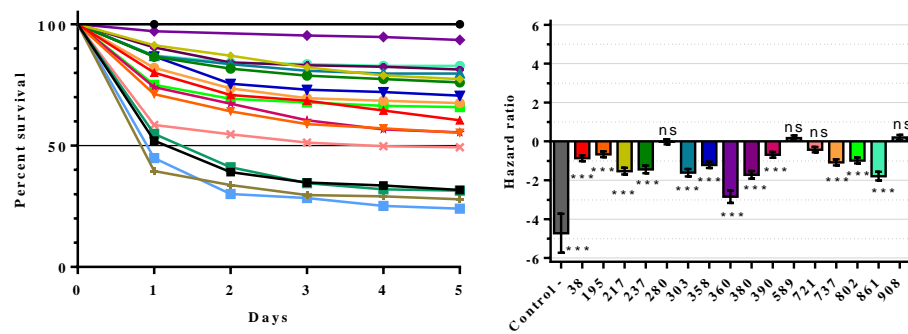 Percent survival
100
50
0
0 1 2 3 4 5
Days
Hazard ratio
6
4
2
0
-2
-4
-6
*** *** *** *** *** ns *** *** *** *** *** ns ns *** *** *** ns
Control- 38 195 217 237 280 303 358 360 380 390 589 721 737 802 861 908